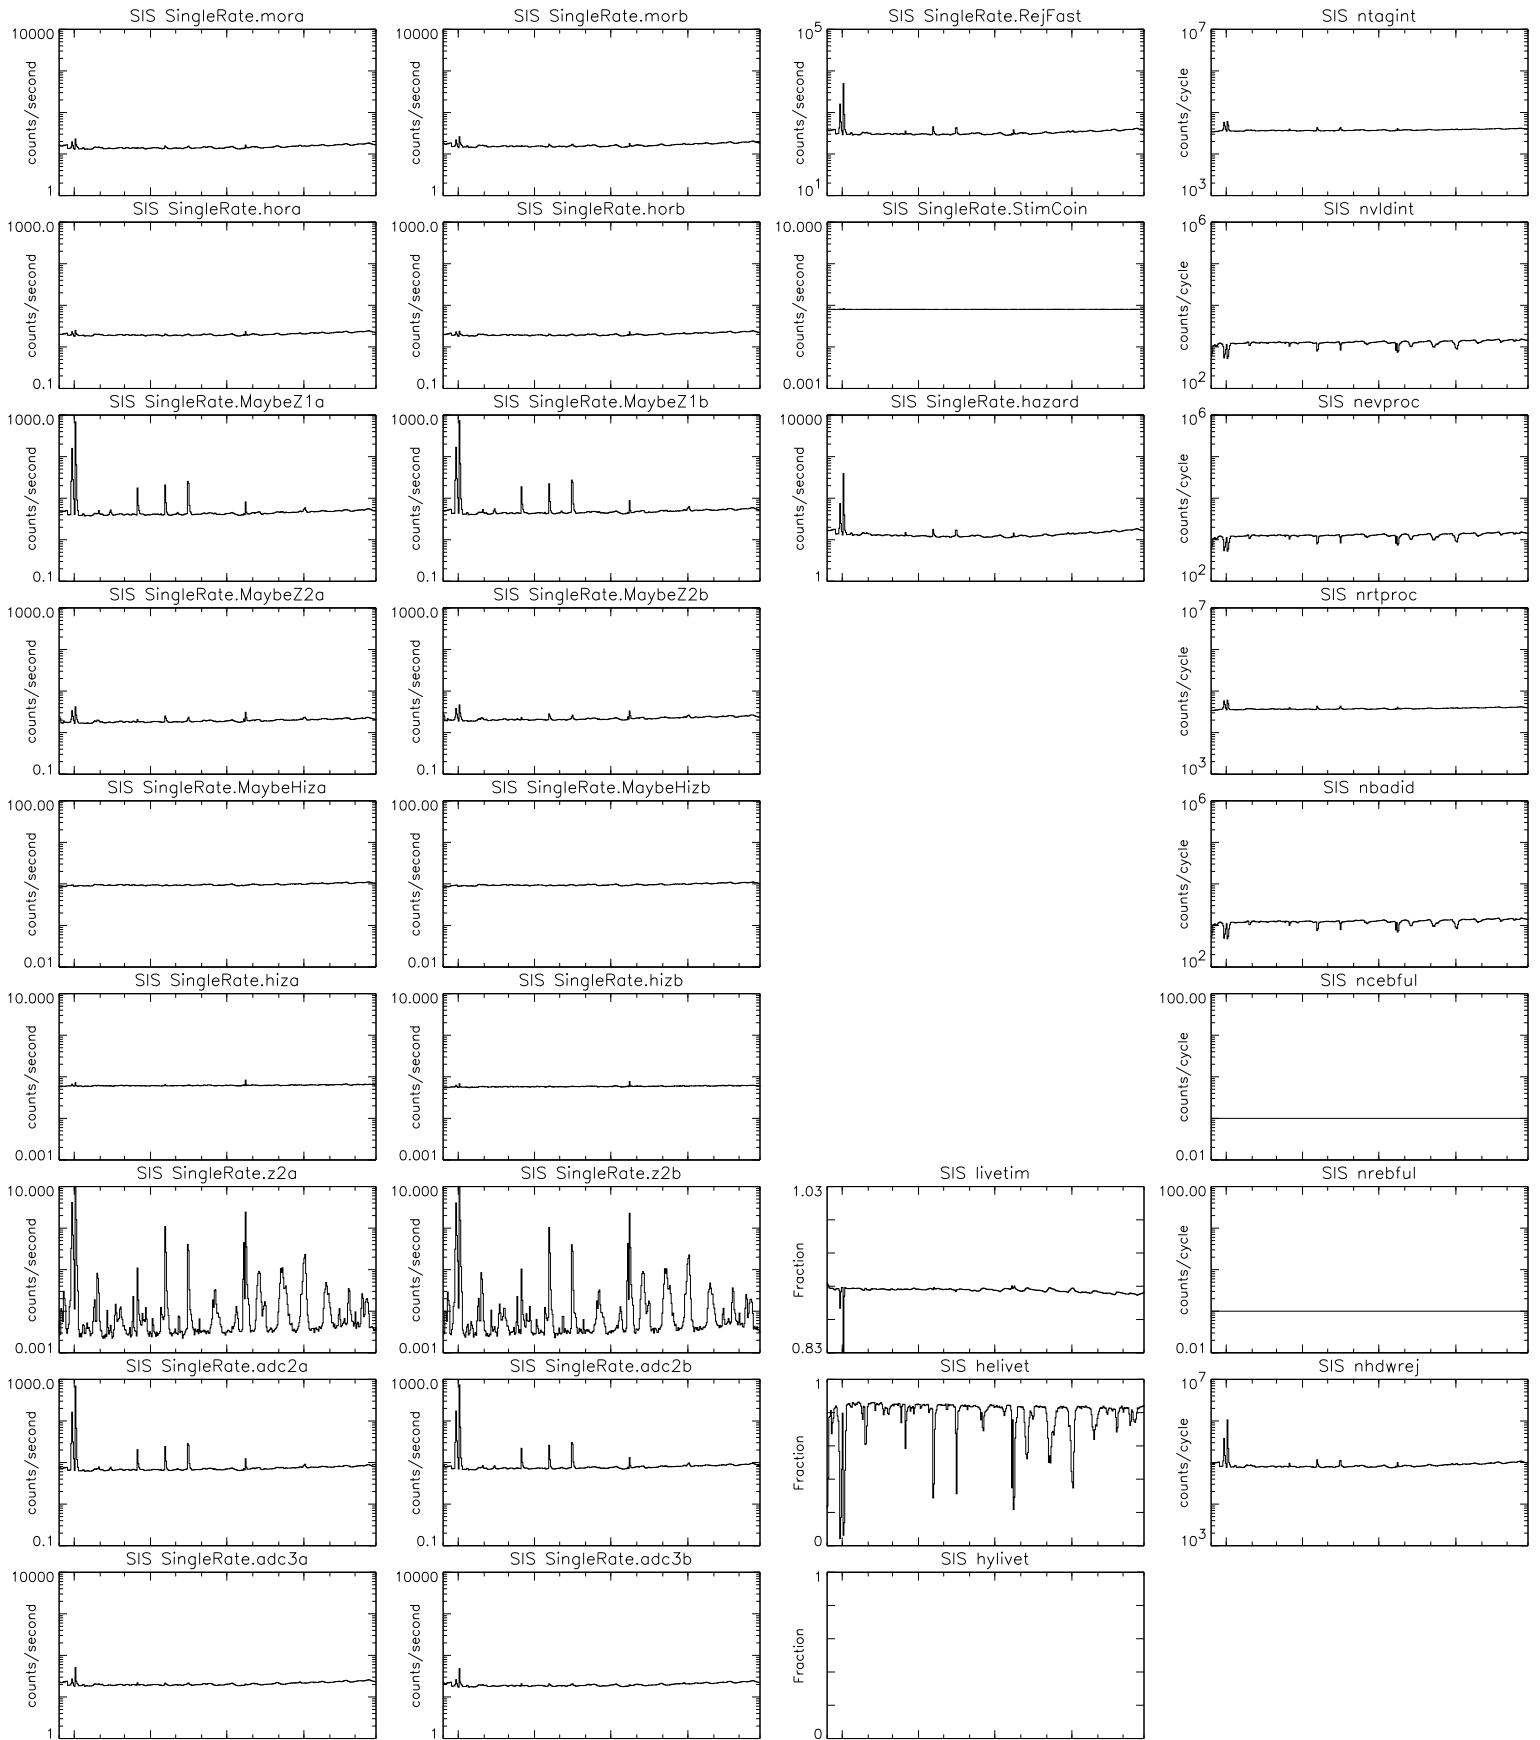 SIS SingleRate.mora
SIS SingleRate.morb
SIS SingleRate.RejFast
SIS ntagint
10000
counts/second
1
10000
counts/second
1
10^5
counts/second
10^1
10^7
counts/cycle
10^3
SIS SingleRate.hora
SIS SingleRate.horb
SIS SingleRate.StimCoin
SIS nvldint
1000.0
counts/second
0.1
1000.0
counts/second
0.1
10.000
counts/second
0.001
10^6
counts/cycle
10^2
SIS SingleRate.MaybeZ1a
SIS SingleRate.MaybeZ1b
SIS SingleRate.hazard
SIS nevproc
1000.0
counts/second
0.1
1000.0
counts/second
0.1
10000
counts/second
1
10^6
counts/cycle
10^2
SIS SingleRate.MaybeZ2a
SIS SingleRate.MaybeZ2b
SIS nrtproc
1000.0
counts/second
0.1
1000.0
counts/second
0.1
10^7
counts/cycle
10^3
SIS SingleRate.MaybeHiza
SIS SingleRate.MaybeHizb
SIS nbadid
100.00
counts/second
0.01
100.00
counts/second
0.01
10^6
counts/cycle
10^2
SIS SingleRate.hiza
SIS SingleRate.hizb
SIS ncebful
10.000
counts/second
0.001
10.000
counts/second
0.001
100.00
counts/cycle
0.01
SIS SingleRate.z2a
SIS SingleRate.z2b
SIS livetim
SIS nrebful
10.000
counts/second
0.001
10.000
counts/second
0.001
1.03
Fraction
0.83
100.00
counts/cycle
0.01
SIS SingleRate.adc2a
SIS SingleRate.adc2b
SIS helivet
SIS nhdwrej
1000.0
counts/second
0.1
1000.0
counts/second
0.1
1
Fraction
0
10^7
counts/cycle
10^3
SIS SingleRate.adc3a
SIS SingleRate.adc3b
SIS hylivet
10000
counts/second
1
10000
counts/second
1
1
Fraction
0